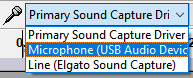 Primary Sound Capture Dri
Primary Sound Capture Driver
Microphone (USB Audio Devic
Line (Elgato Sound Capture)